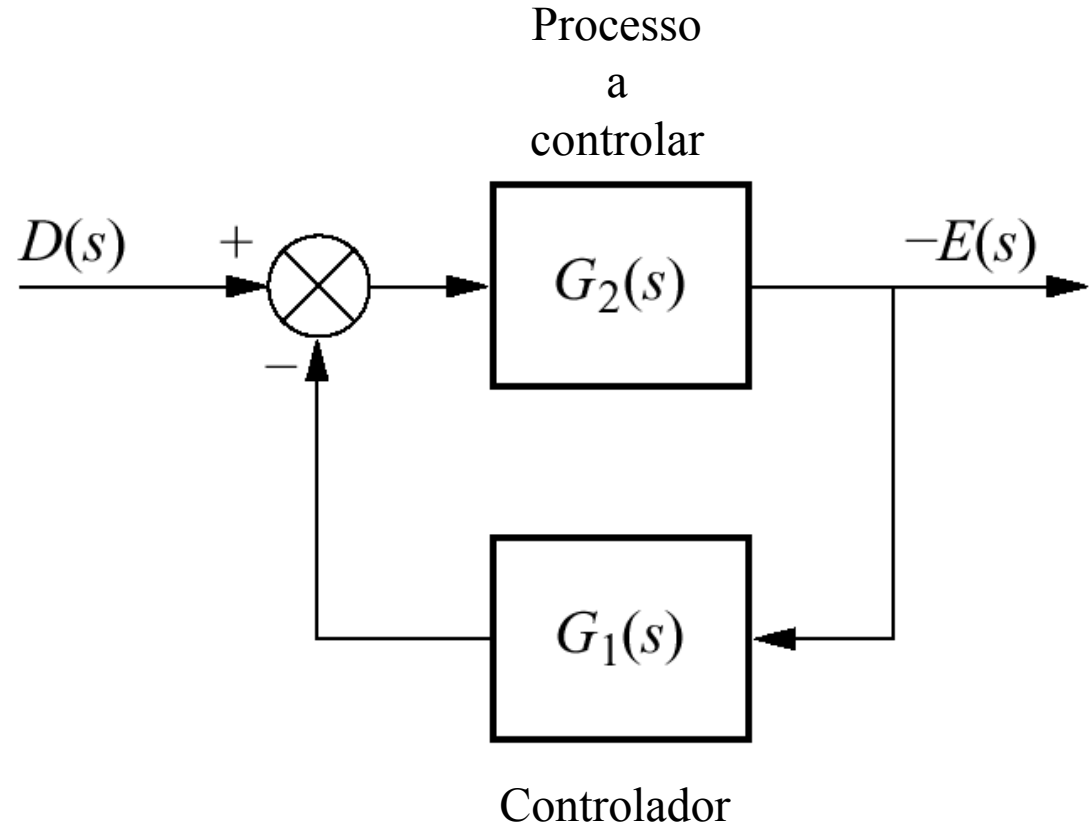 Processo
a
controlar
D(s)
+
G₂(s)
−E(s)
−
G₁(s)
Controlador